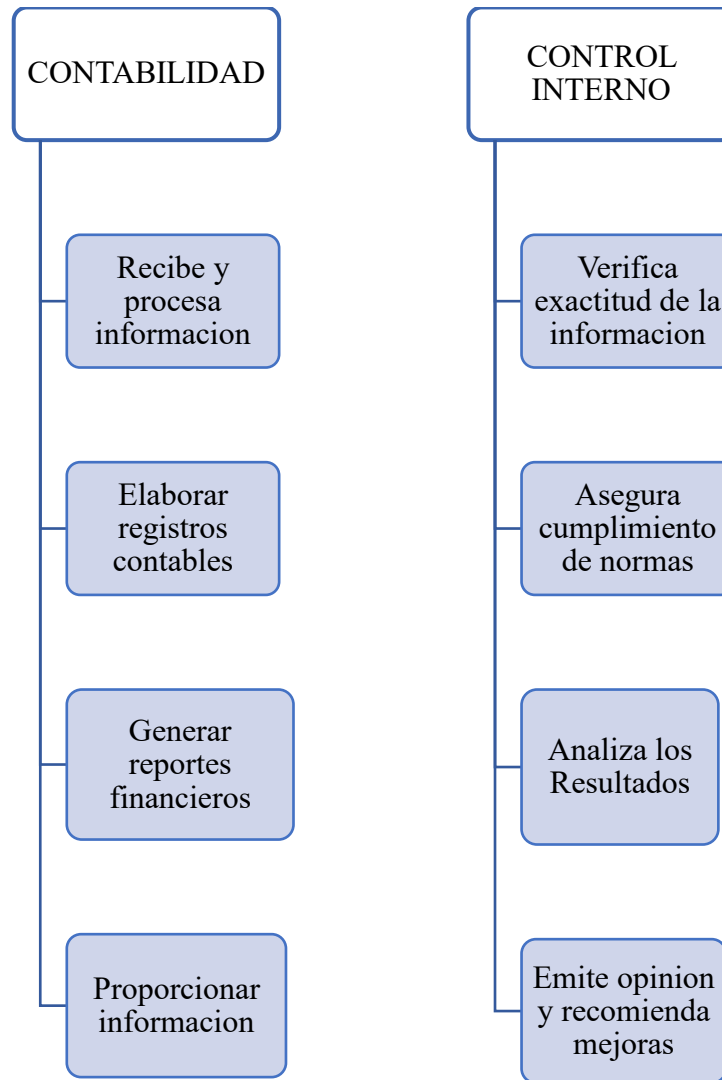 CONTABILIDAD
Recibe y
procesa
informacion
Elaborar
registros
contables
Generar
reportes
financieros
Proporcionar
informacion
CONTROL
INTERNO
Verifica
exactitud de la
informacion
Asegura
cumplimiento
de normas
Analiza los
Resultados
Emite opinion
y recomienda
mejoras